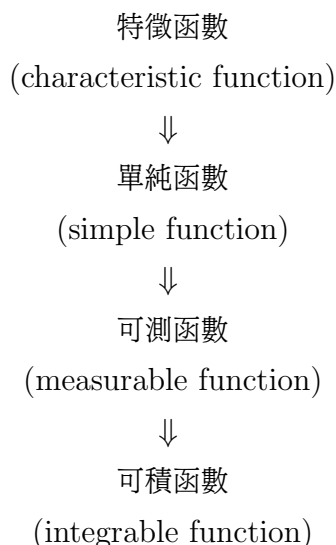 特徵函數
(characteristic function)
⇓
單純函數
(simple function)
⇓
可測函數
(measurable function)
⇓
可積函數
(integrable function)